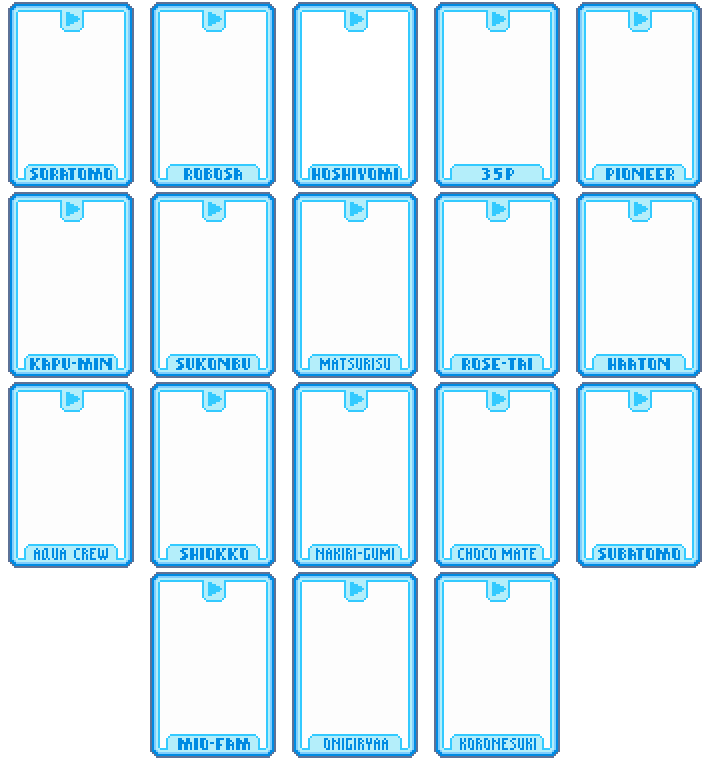 SORATOMO
ROBOSA
HOSHIYOMI
35P
PIONEER
KAPU-MIN
SUKONBU
MATSURISU
ROSE-TAI
HAATON
AQUA CREW
SHIOKKO
NAKIRI-GUMI
CHOCO MATE
SUBATOMO
MIO-FAM
ONIGIRYAA
KORONESUKI